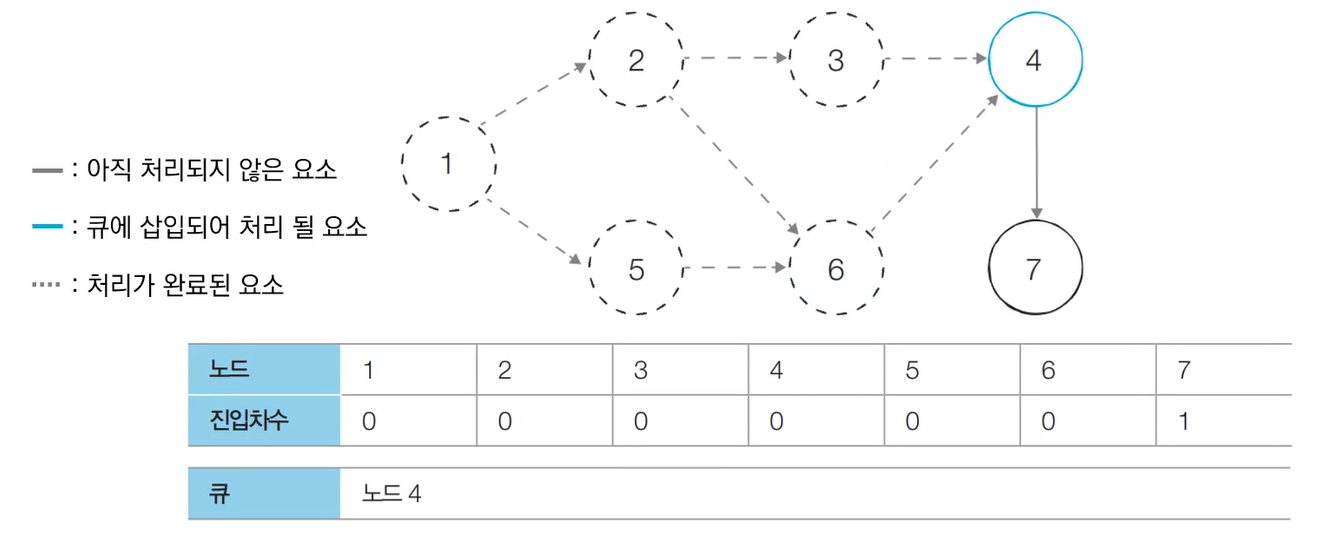 2
3
4
1
5
6
7
: 아직 처리되지 않은 요소
: 큐에 삽입되어 처리 될 요소
: 처리가 완료된 요소
노드 1 2 3 4 5 6 7
진입차수 0 0 0 0 0 0 1
큐 노드 4